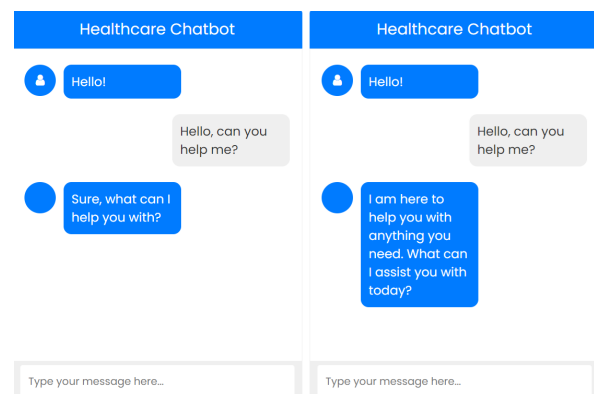 Healthcare Chatbot
Hello!
Hello, can you
help me?
Sure, what can I
help you with?
Type your message here...
Healthcare Chatbot
Hello!
Hello, can you
help me?
I am here to
help you with
anything you
need. What can
I assist you with
today?
Type your message here...